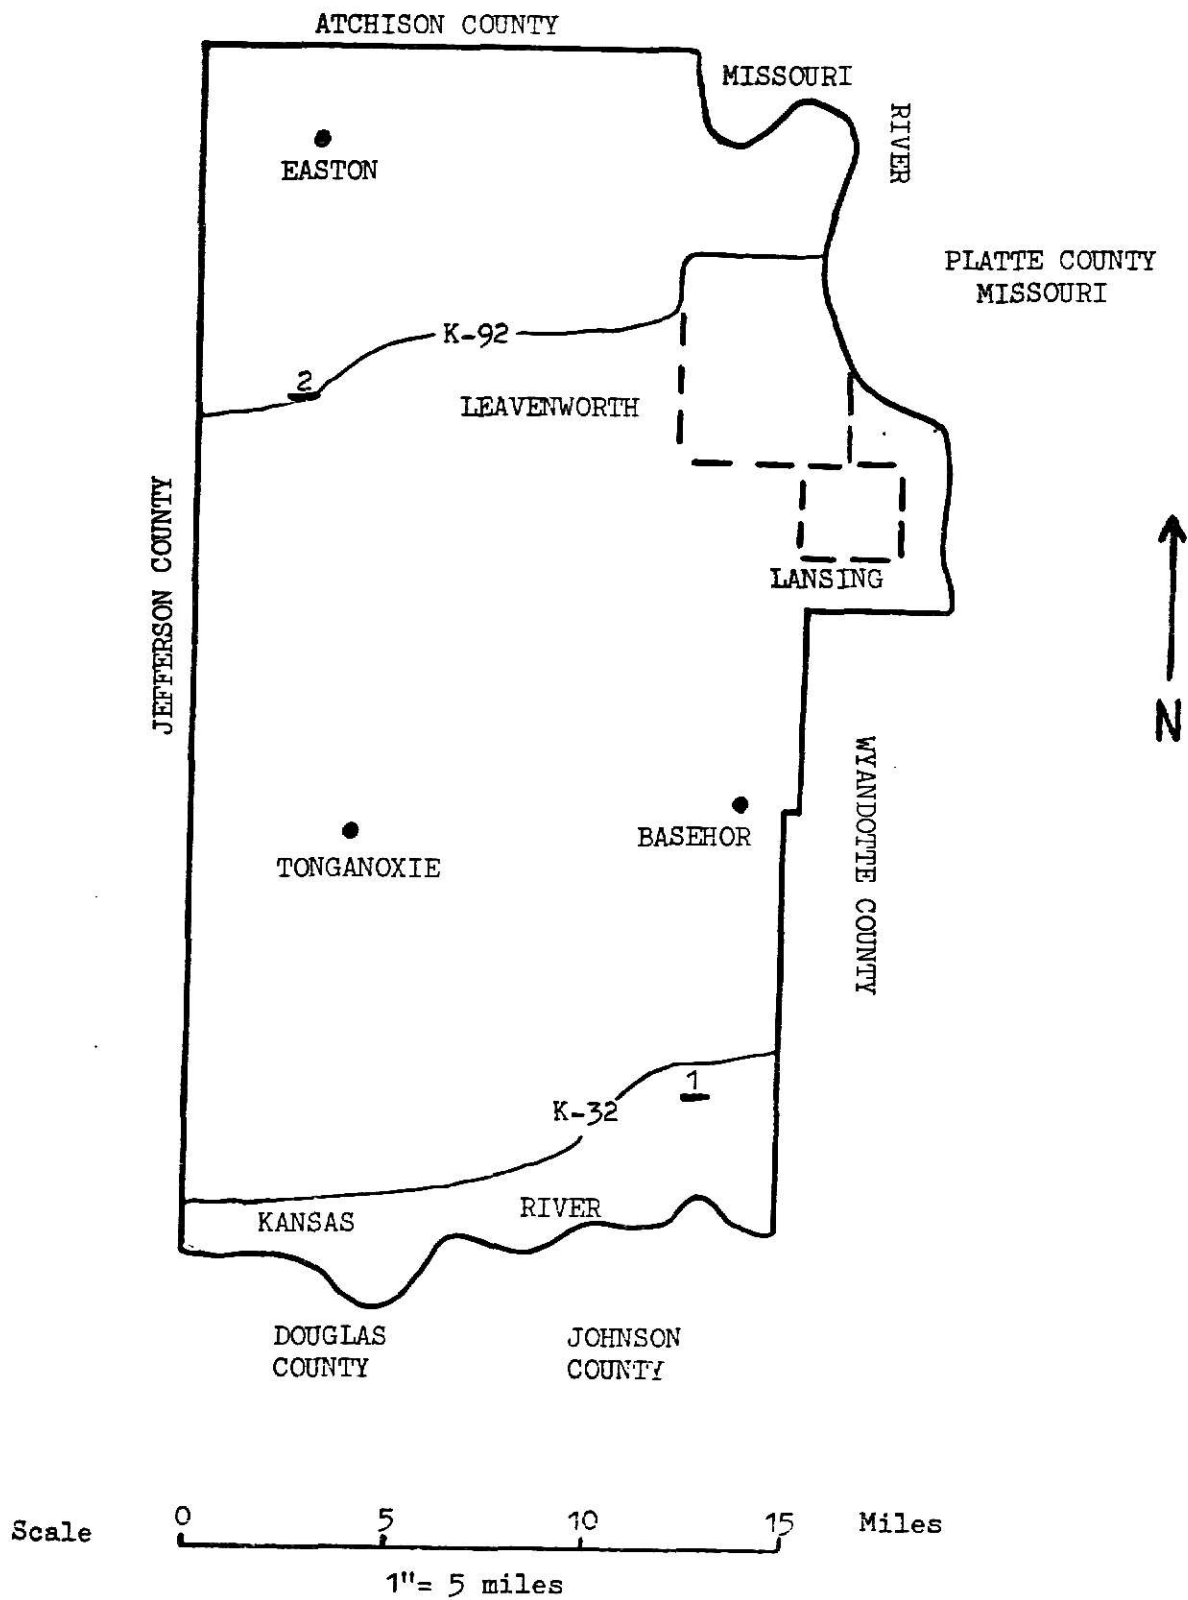 ATCHISON COUNTY
MISSOURI
RIVER
EASTON
PLATTE COUNTY
MISSOURI
K-92
2
LEAVENWORTH
JEFFERSON COUNTY
LANSING
N
WYANDOTTE COUNTY
BASEHOR
TONGANOXIE
1
K-32
RIVER
KANSAS
DOUGLAS
COUNTY
JOHNSON
COUNTY
Scale 0 5 10 15 Miles
1"= 5 miles